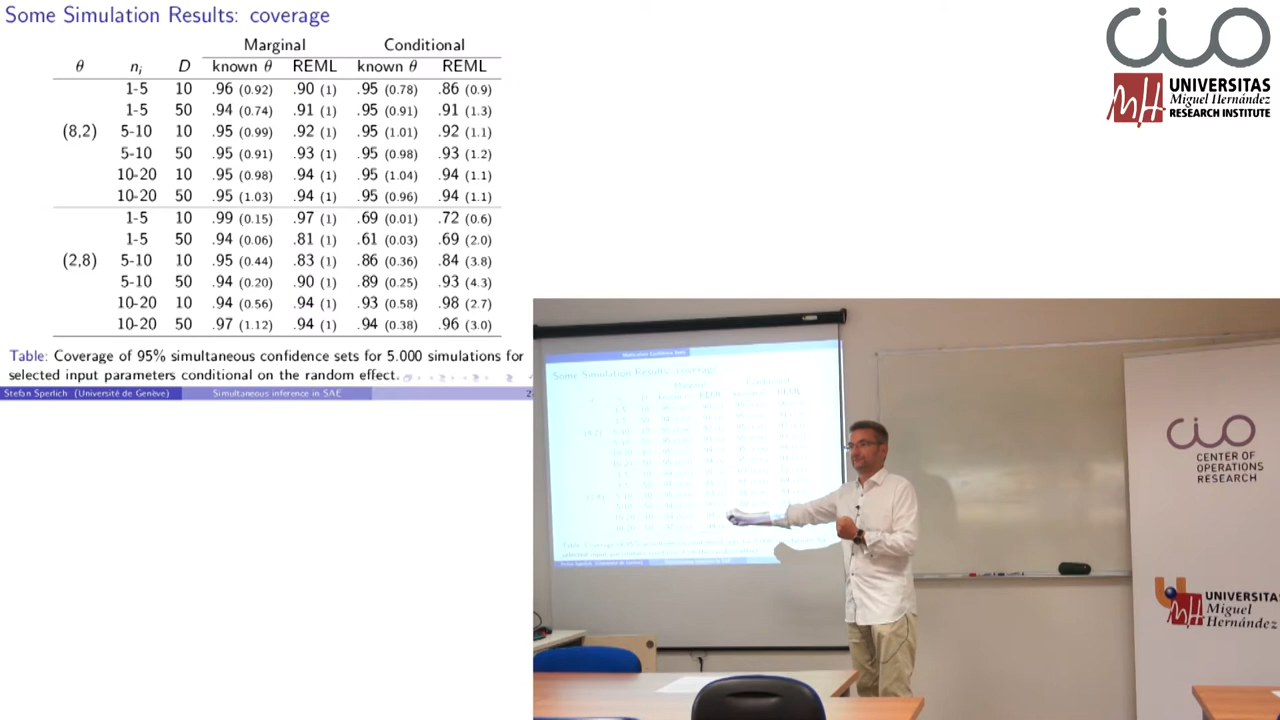 Some Simulation Results: coverage
Marginal Conditional
θ nᵢ D known θ REML known θ REML
1-5 10 .96 (0.92) .90 (1) .95 (0.78) .86 (0.9)
1-5 50 .94 (0.74) .91 (1) .95 (0.91) .91 (1.3)
(8,2) 5-10 10 .95 (0.99) .92 (1) .95 (1.01) .92 (1.1)
5-10 50 .95 (0.91) .93 (1) .95 (0.98) .93 (1.2)
10-20 10 .95 (0.98) .94 (1) .95 (1.04) .94 (1.1)
10-20 50 .95 (1.03) .94 (1) .95 (0.96) .94 (1.1)
1-5 10 .99 (0.15) .97 (1) .69 (0.01) .72 (0.6)
1-5 50 .94 (0.06) .81 (1) .61 (0.03) .69 (2.0)
(2,8) 5-10 10 .95 (0.44) .83 (1) .86 (0.36) .84 (3.8)
5-10 50 .94 (0.20) .90 (1) .89 (0.25) .93 (4.3)
10-20 10 .94 (0.56) .94 (1) .93 (0.58) .98 (2.7)
10-20 50 .97 (1.12) .94 (1) .94 (0.38) .96 (3.0)
Table: Coverage of 95% simultaneous confidence sets for 5.000 simulations for
selected input parameters conditional on the random effect.
Stefan Sperlich (Université de Genève) Simultaneous inference in SAE
CIO
UNIVERSITAS
Miguel Hernández
RESEARCH INSTITUTE
Some Simulation Results: coverage
Marginal Conditional
CIO
CENTER OF
OPERATIONS
RESEARCH
UNIVERSITAS
Miguel
Hernández